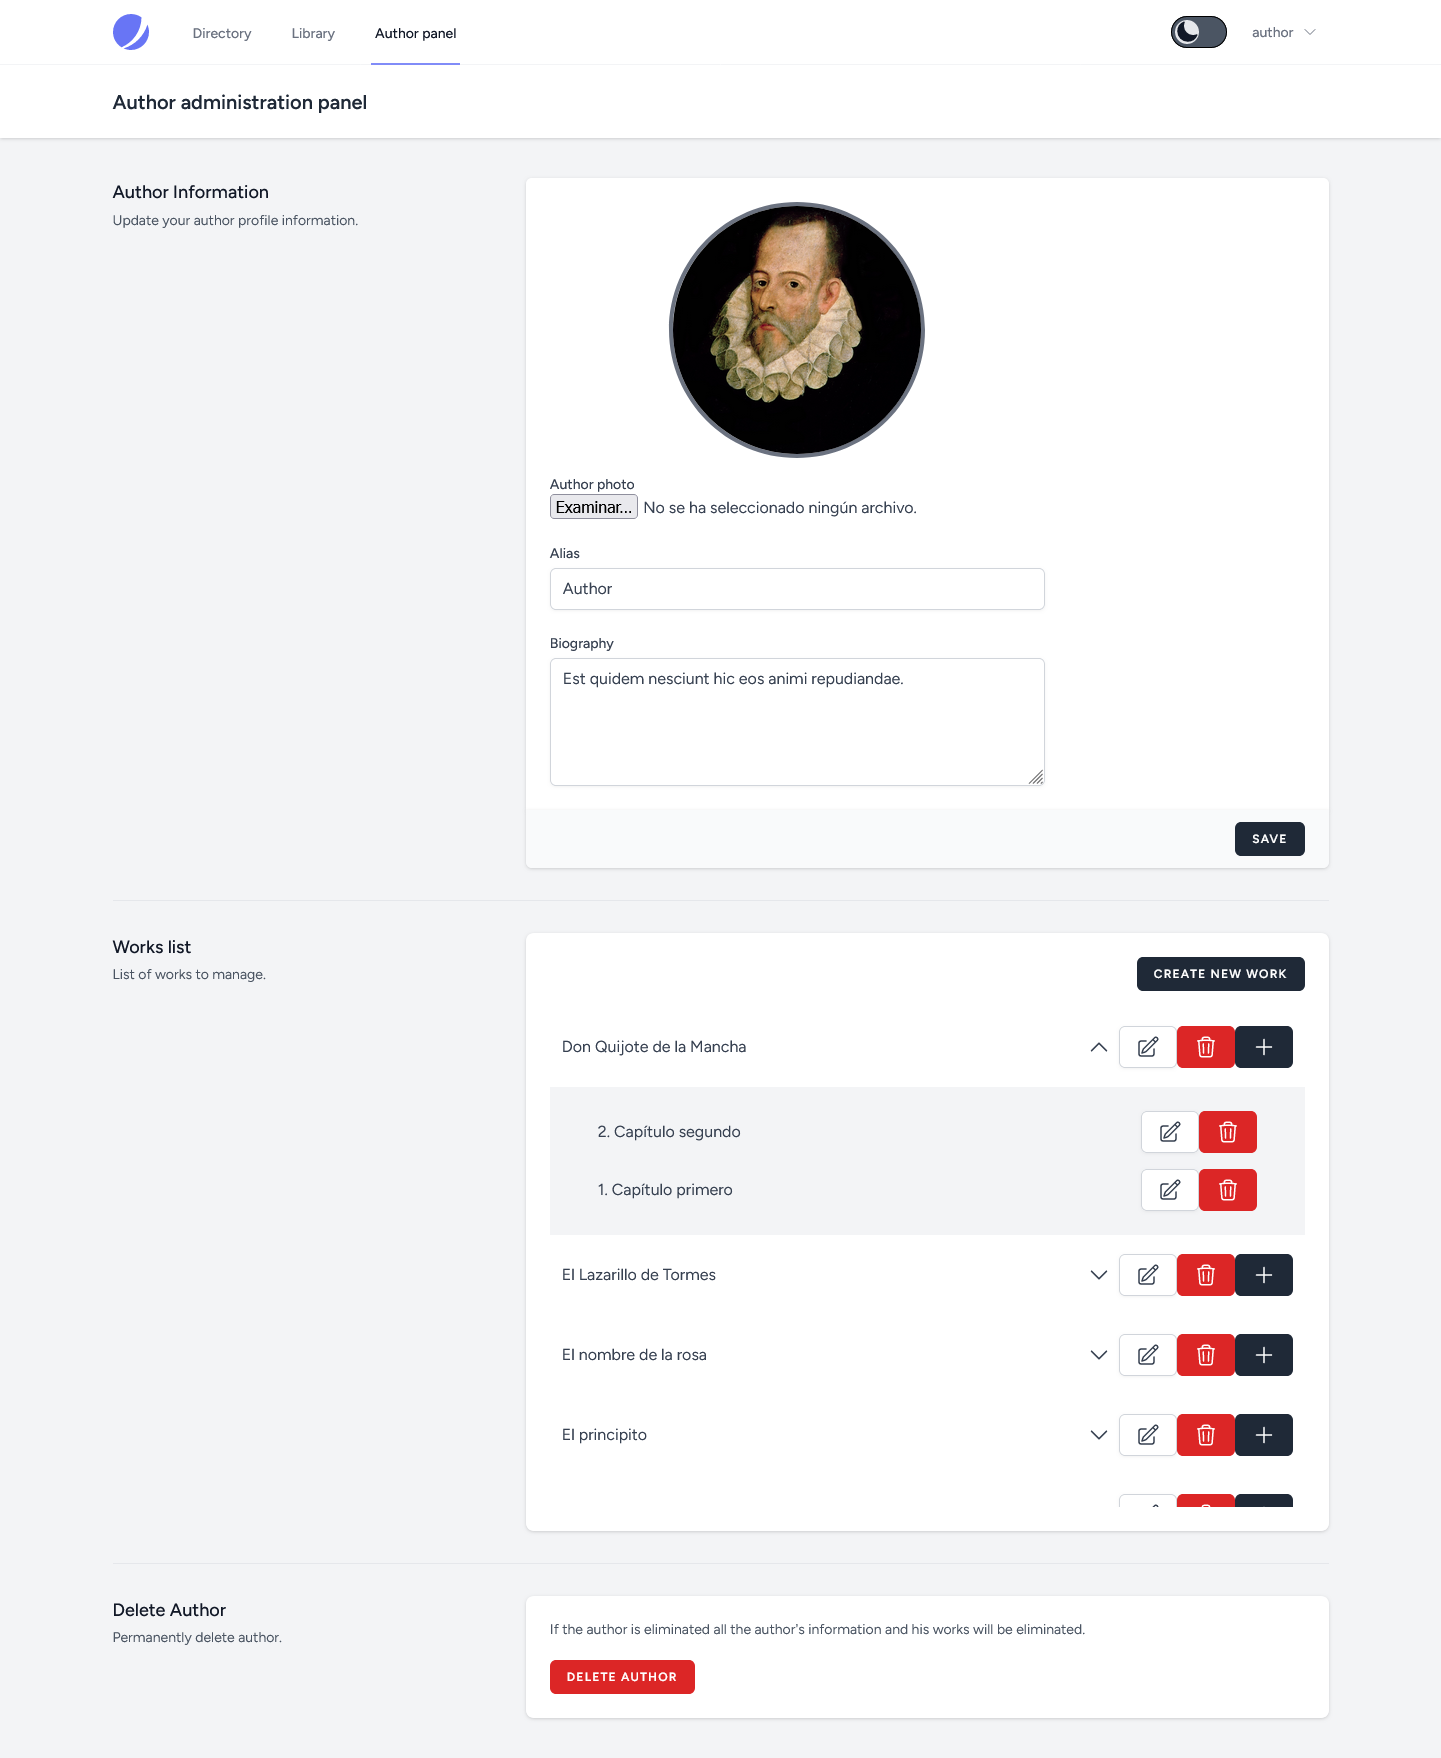 Directory Library Author panel author
Author administration panel
Author Information
Update your author profile information.
Author photo
Examinar... No se ha seleccionado ningún archivo.
Alias
Author
Biography
Est quidem nesciunt hic eos animi repudiandae.
SAVE
Works list
List of works to manage.
CREATE NEW WORK
Don Quijote de la Mancha
2. Capítulo segundo
1. Capítulo primero
El Lazarillo de Tormes
El nombre de la rosa
El principito
Delete Author
Permanently delete author.
If the author is eliminated all the author's information and his works will be eliminated.
DELETE AUTHOR